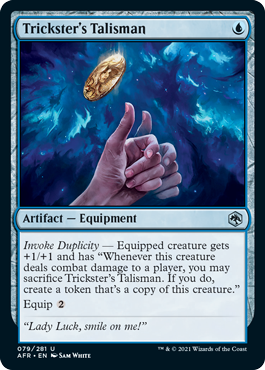 Trickster's Talisman
Artifact — Equipment
Invoke Duplicity — Equipped creature gets
+1/+1 and has “Whenever this creature
deals combat damage to a player, you may
sacrifice Trickster's Talisman. If you do,
create a token that's a copy of this creature.”
Equip 2
“Lady Luck, smile on me!”
079/281 U
AFR • EN Sam White
™ & © 2021 Wizards of the Coast